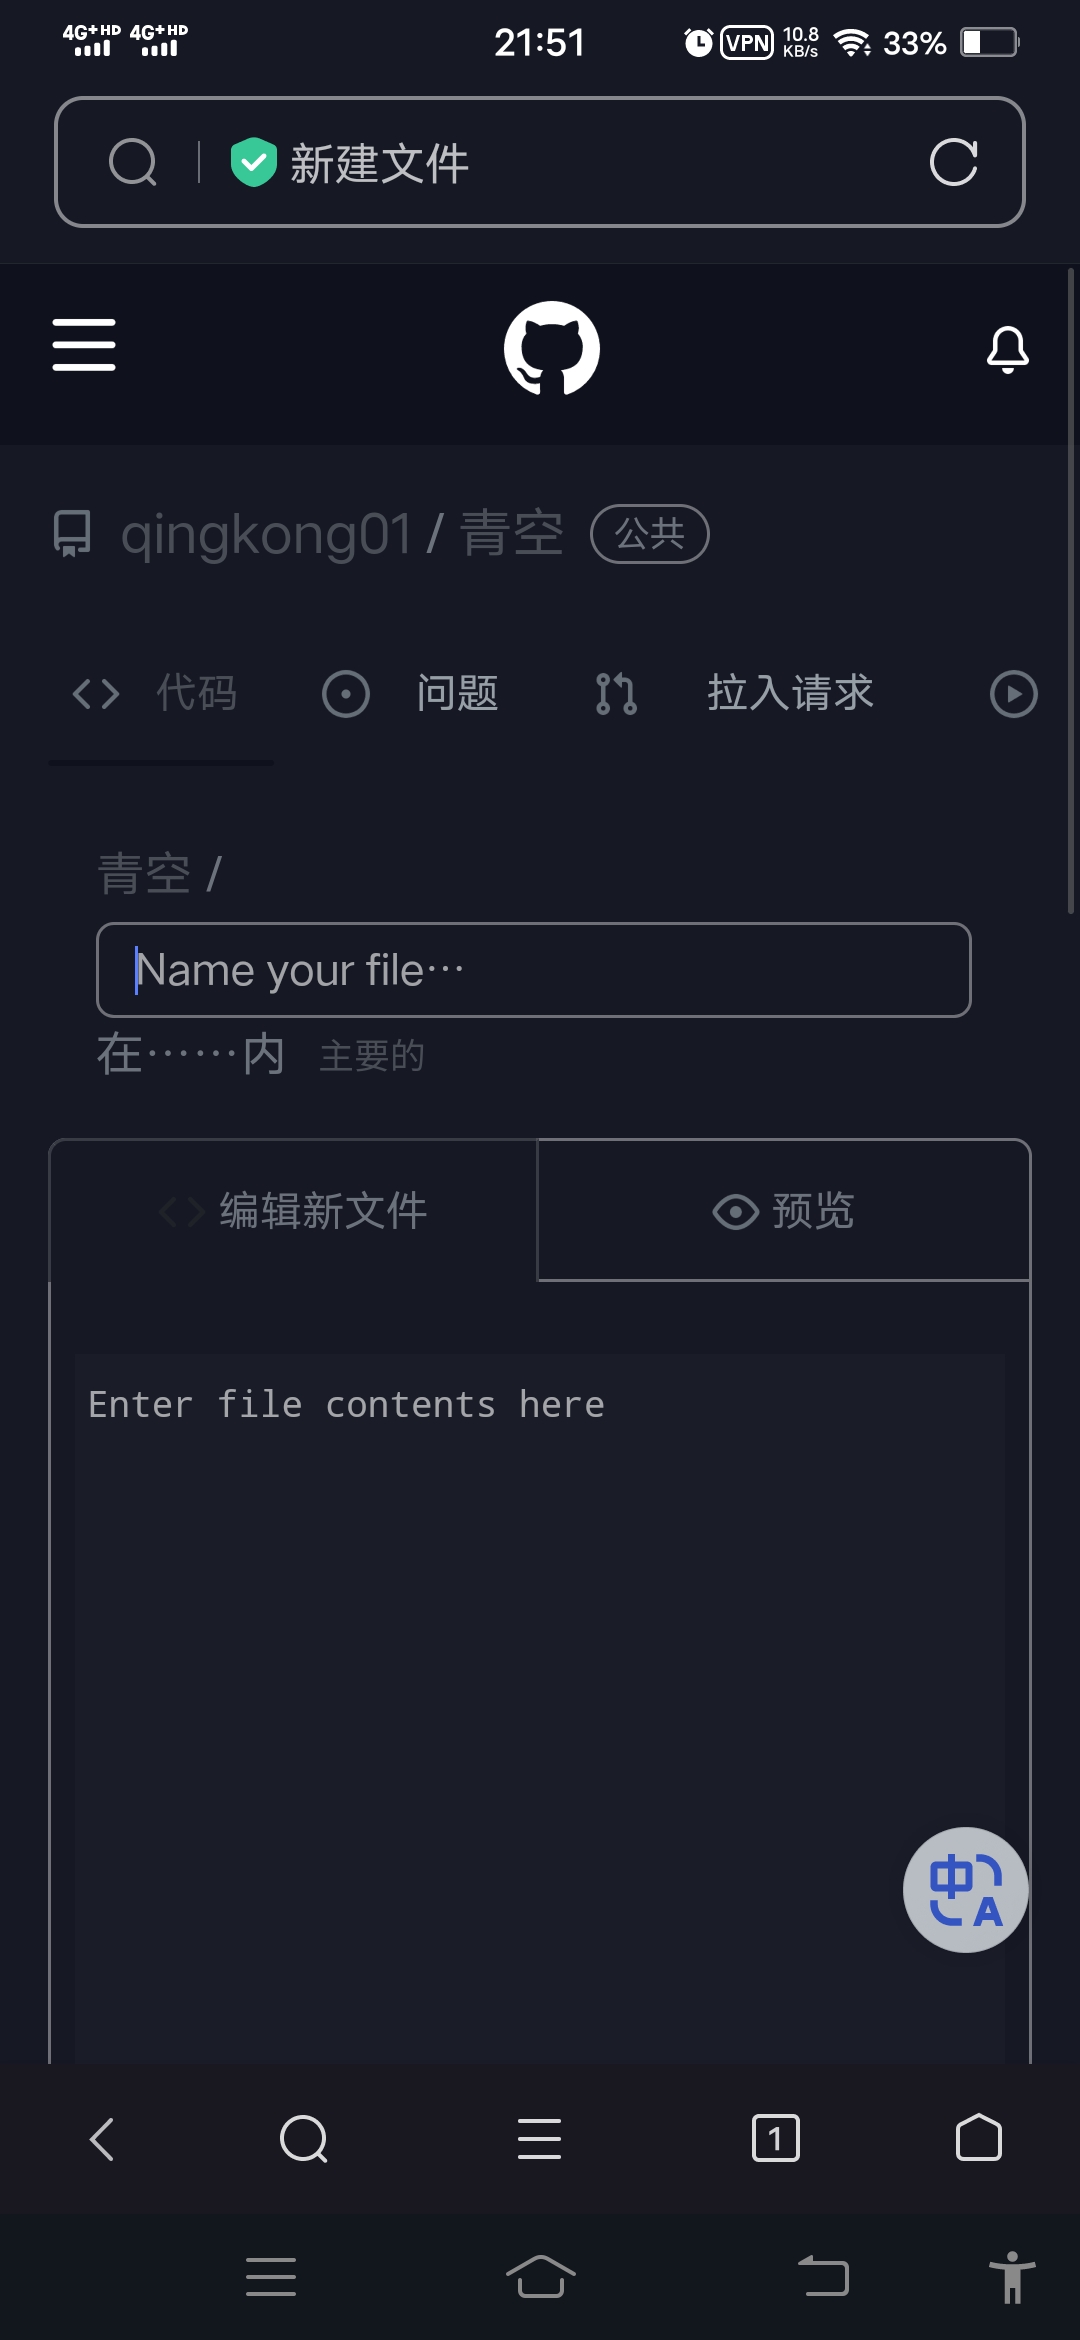 4G+HD 4G+HD 21:51 VPN 10.8 KB/s 33%
新建文件
qingkong01 / 青空 公共
代码 问题 拉入请求
青空 /
Name your file…
在……内 主要的
编辑新文件 预览
Enter file contents here
中 A
1